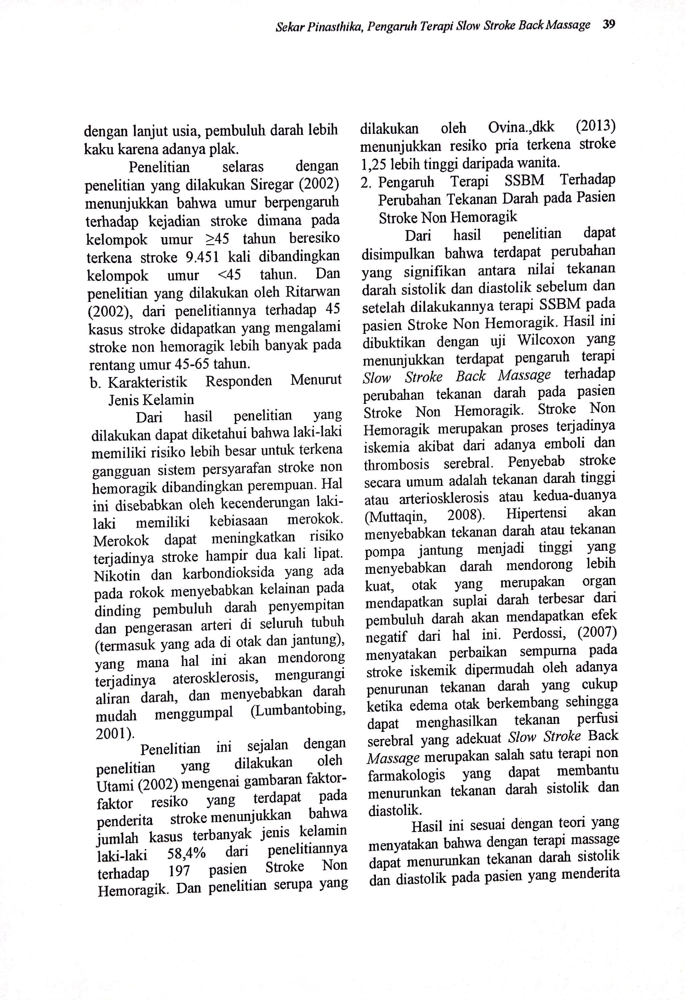 Sekar Pinasthika, Pengaruh Terapi Slow Stroke Back Massage 39
dengan lanjut usia, pembuluh darah lebih
kaku karena adanya plak.
Penelitian selaras dengan
penelitian yang dilakukan Siregar (2002)
menunjukkan bahwa umur berpengaruh
terhadap kejadian stroke dimana pada
kelompok umur ≥45 tahun beresiko
terkena stroke 9.451 kali dibandingkan
kelompok umur <45 tahun. Dan
penelitian yang dilakukan oleh Ritarwan
(2002), dari penelitiannya terhadap 45
kasus stroke didapatkan yang mengalami
stroke non hemoragik lebih banyak pada
rentang umur 45-65 tahun.
b. Karakteristik Responden Menurut
Jenis Kelamin
Dari hasil penelitian yang
dilakukan dapat diketahui bahwa laki-laki
memiliki risiko lebih besar untuk terkena
gangguan sistem persyarafan stroke non
hemoragik dibandingkan perempuan. Hal
ini disebabkan oleh kecenderungan laki-
laki memiliki kebiasaan merokok.
Merokok dapat meningkatkan risiko
terjadinya stroke hampir dua kali lipat.
Nikotin dan karbondioksida yang ada
pada rokok menyebabkan kelainan pada
dinding pembuluh darah penyempitan
dan pengerasan arteri di seluruh tubuh
(termasuk yang ada di otak dan jantung),
yang mana hal ini akan mendorong
terjadinya aterosklerosis, mengurangi
aliran darah, dan menyebabkan darah
mudah menggumpal (Lumbantobing,
2001).
Penelitian ini sejalan dengan
penelitian yang dilakukan oleh
Utami (2002) mengenai gambaran faktor-
faktor resiko yang terdapat pada
penderita stroke menunjukkan bahwa
jumlah kasus terbanyak jenis kelamin
laki-laki 58,4% dari penelitiannya
terhadap 197 pasien Stroke Non
Hemoragik. Dan penelitian serupa yang
dilakukan oleh Ovina.,dkk (2013)
menunjukkan resiko pria terkena stroke
1,25 lebih tinggi daripada wanita.
2. Pengaruh Terapi SSBM Terhadap
Perubahan Tekanan Darah pada Pasien
Stroke Non Hemoragik
Dari hasil penelitian dapat
disimpulkan bahwa terdapat perubahan
yang signifikan antara nilai tekanan
darah sistolik dan diastolik sebelum dan
setelah dilakukannya terapi SSBM pada
pasien Stroke Non Hemoragik. Hasil ini
dibuktikan dengan uji Wilcoxon yang
menunjukkan terdapat pengaruh terapi
Slow Stroke Back Massage terhadap
perubahan tekanan darah pada pasien
Stroke Non Hemoragik. Stroke Non
Hemoragik merupakan proses terjadinya
iskemia akibat dari adanya emboli dan
thrombosis serebral. Penyebab stroke
secara umum adalah tekanan darah tinggi
atau arteriosklerosis atau kedua-duanya
(Muttaqin, 2008). Hipertensi akan
menyebabkan tekanan darah atau tekanan
pompa jantung menjadi tinggi yang
menyebabkan darah mendorong lebih
kuat, otak yang merupakan organ
mendapatkan suplai darah terbesar dari
pembuluh darah akan mendapatkan efek
negatif dari hal ini. Perdossi, (2007)
menyatakan perbaikan sempurna pada
stroke iskemik dipermudah oleh adanya
penurunan tekanan darah yang cukup
ketika edema otak berkembang sehingga
dapat menghasilkan tekanan perfusi
serebral yang adekuat Slow Stroke Back
Massage merupakan salah satu terapi non
farmakologis yang dapat membantu
menurunkan tekanan darah sistolik dan
diastolik.
Hasil ini sesuai dengan teori yang
menyatakan bahwa dengan terapi massage
dapat menurunkan tekanan darah sistolik
dan diastolik pada pasien yang menderita